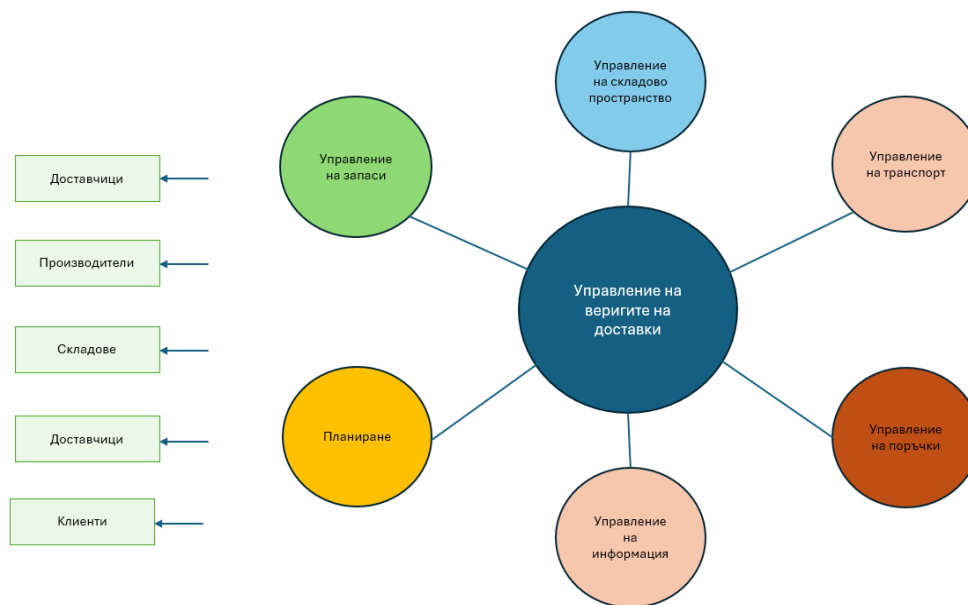 Доставчици
Производители
Складове
Доставчици
Клиенти
Управление
на запаси
Управление
на складово
пространство
Управление
на транспорт
Управление на
веригите на
доставки
Планиране
Управление
на
информация
Управление
на поръчки